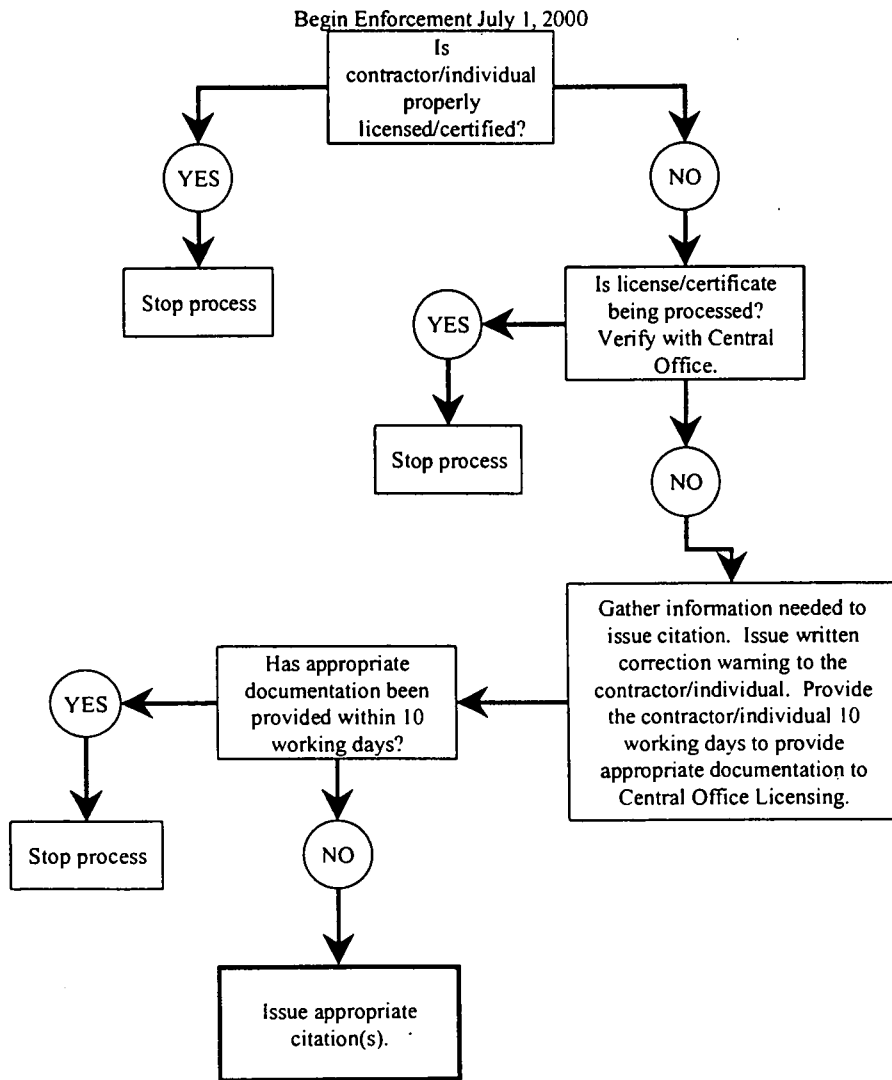 Begin Enforcement July 1, 2000
Is
contractor/individual
properly
licensed/certified?
YES
NO
Stop process
Is license/certificate
being processed?
Verify with Central
Office.
YES
Stop process
NO
Gather information needed to
issue citation. Issue written
correction warning to the
contractor/individual. Provide
the contractor/individual 10
working days to provide
appropriate documentation to
Central Office Licensing.
Has appropriate
documentation been
provided within 10
working days?
YES
Stop process
NO
Issue appropriate
citation(s).